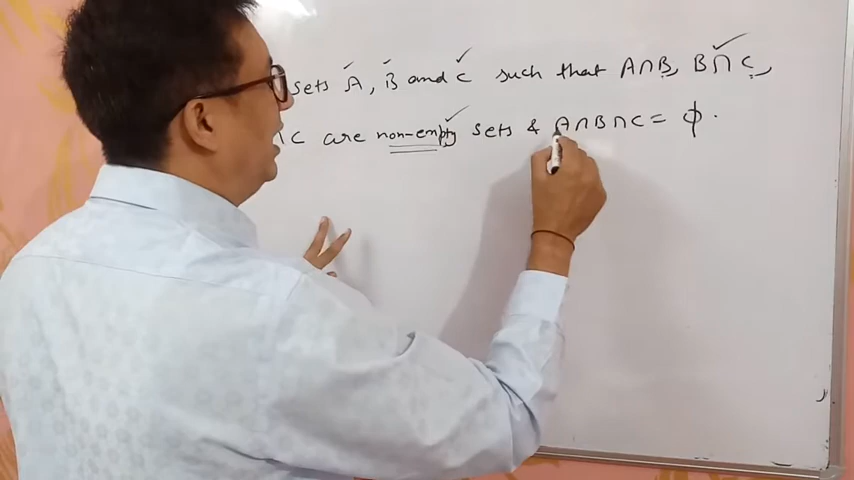 sets A, B and C such that A∩B, B∩C,
C are non-empty sets & A∩B∩C = ϕ.